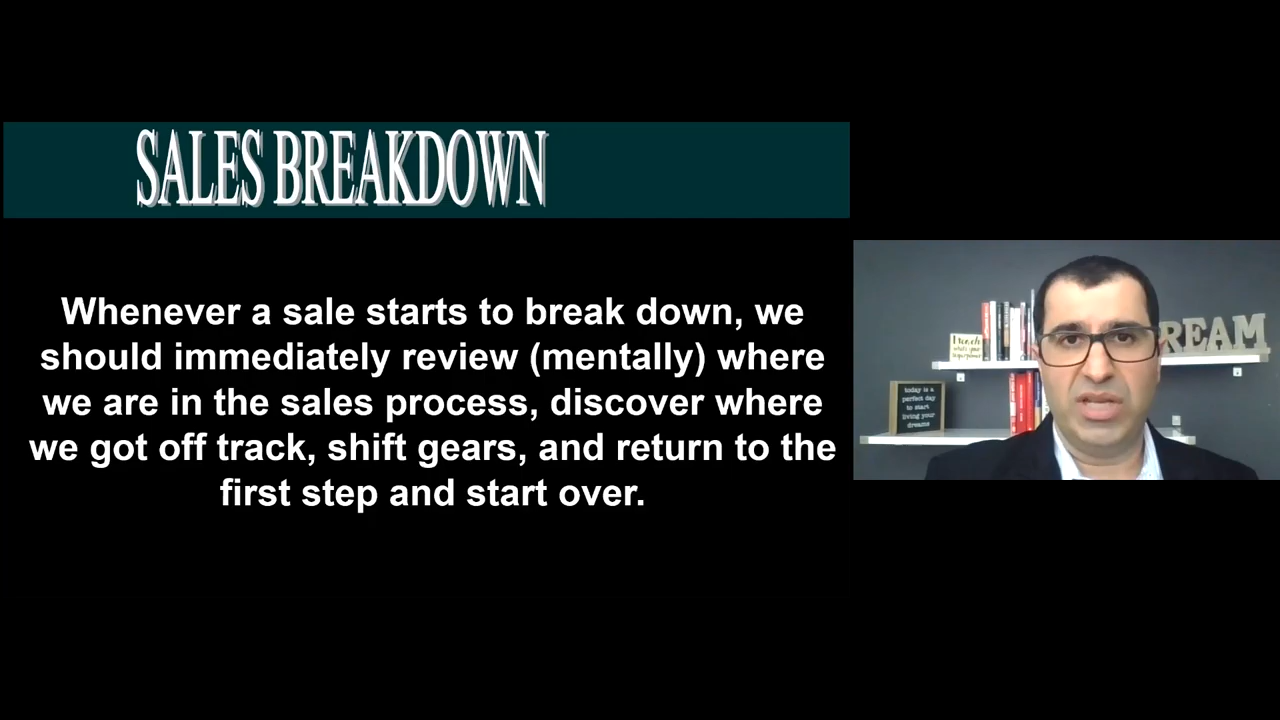 SALES BREAKDOWN
Whenever a sale starts to break down, we
should immediately review (mentally) where
we are in the sales process, discover where
we got off track, shift gears, and return to the
first step and start over.
REAM
today is a
perfect day
to start
living your
dreams